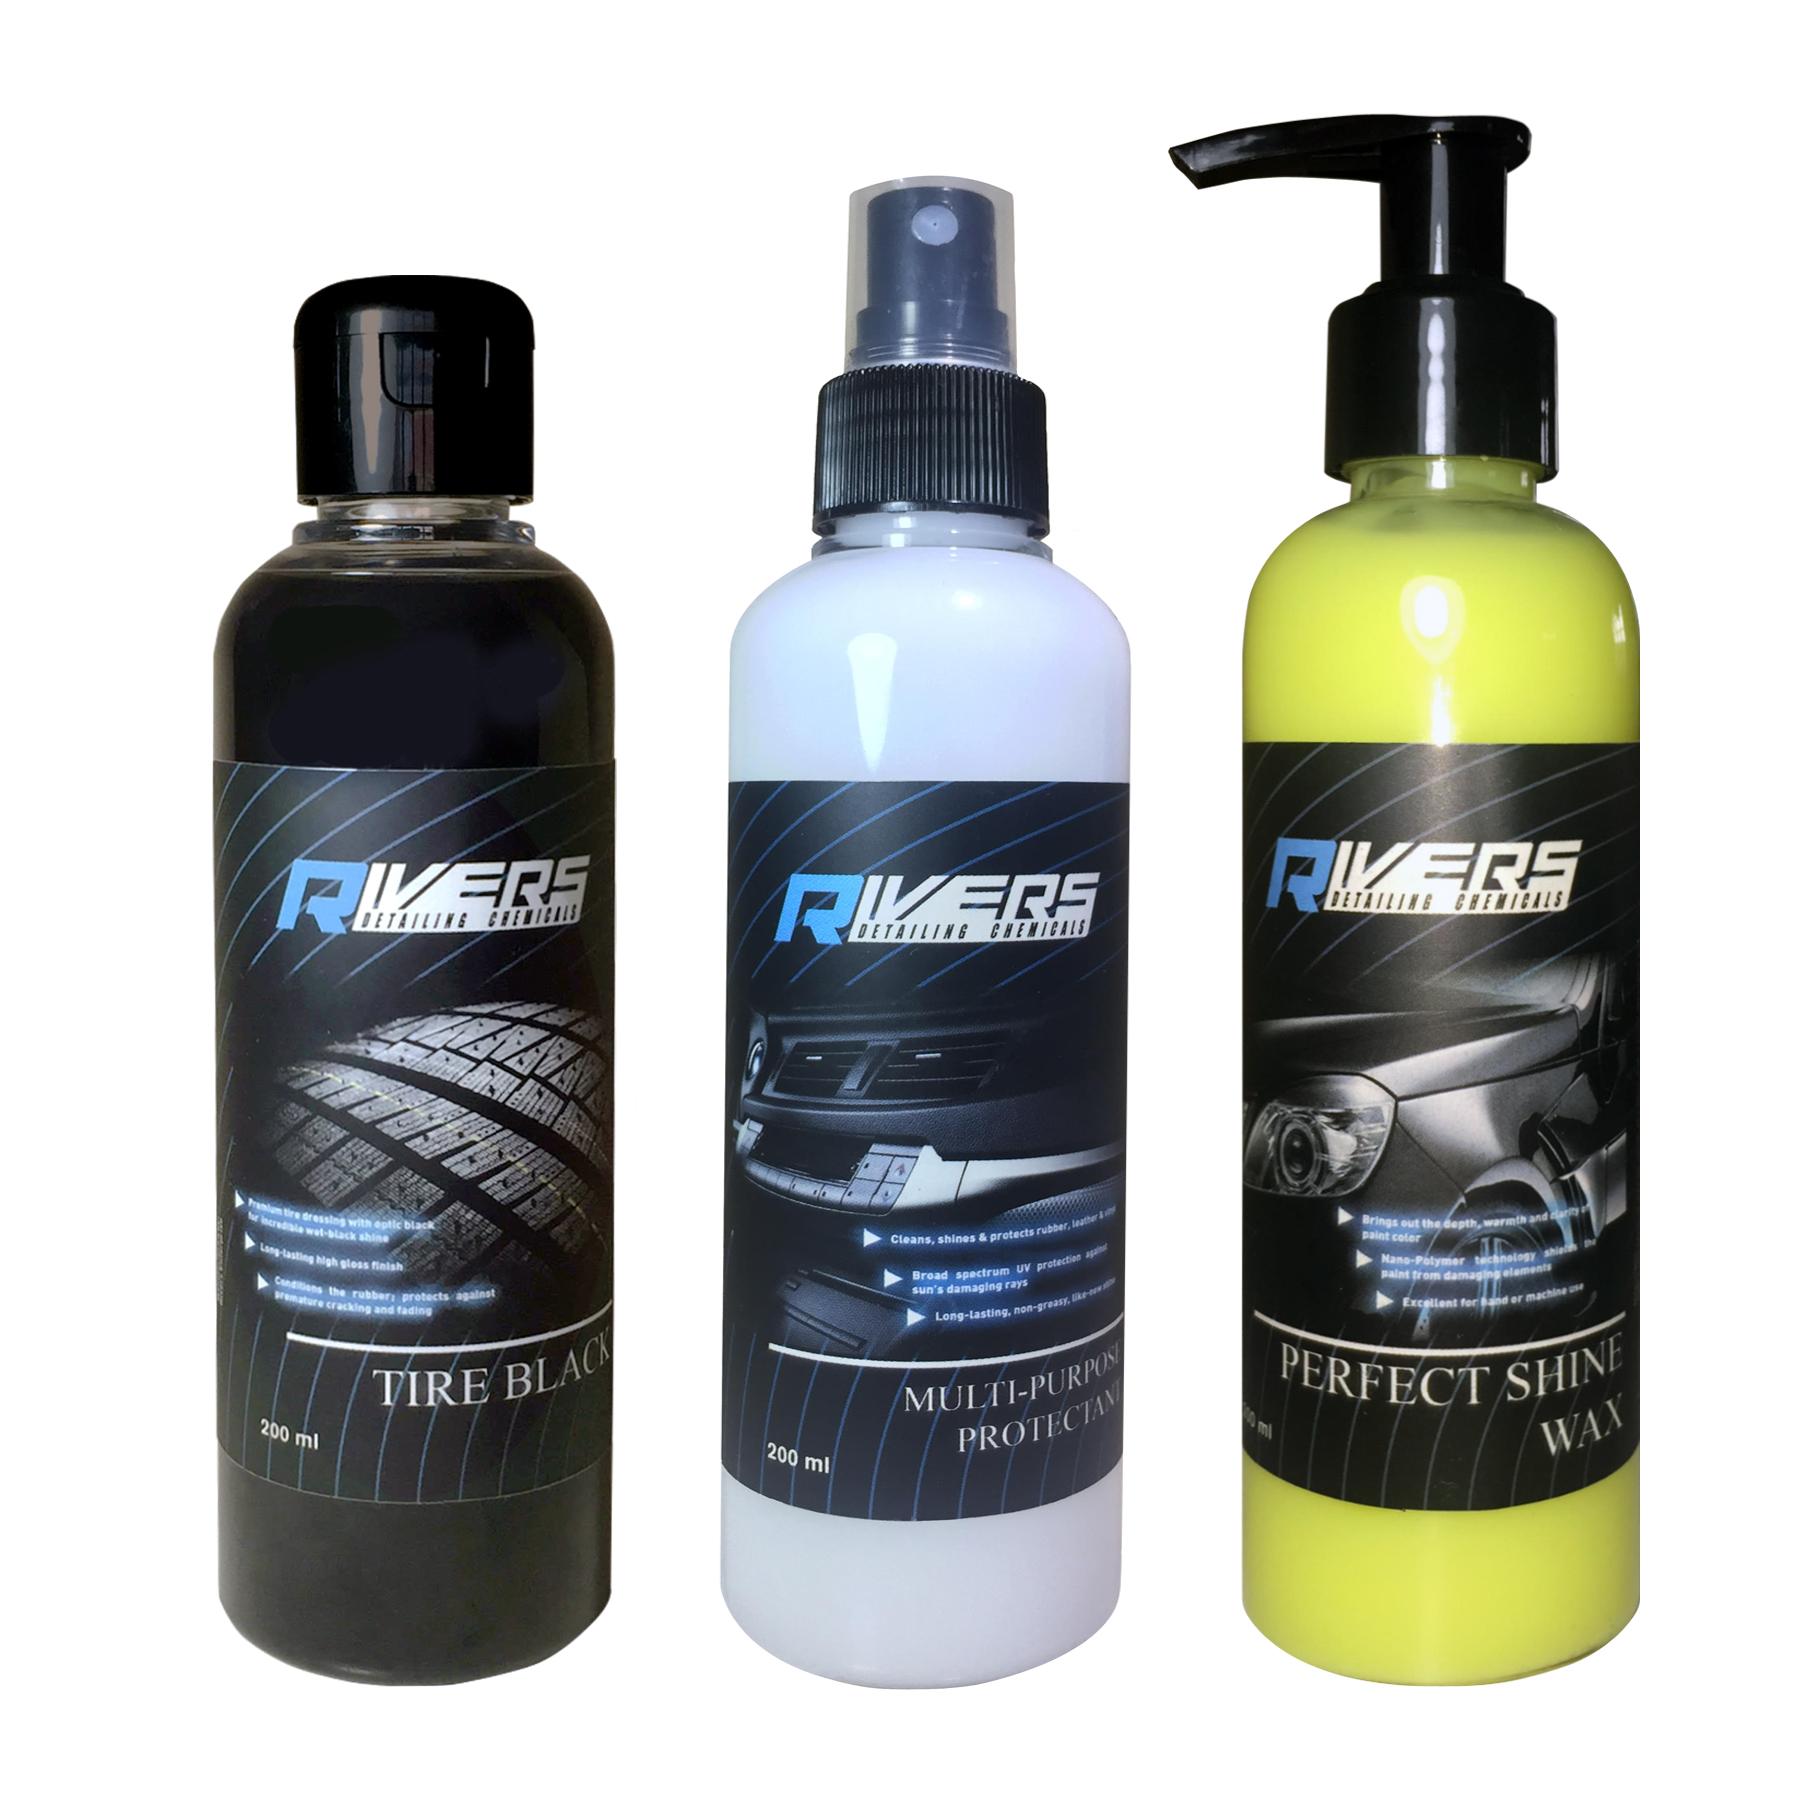 RIVERS
DETAILING CHEMICALS
Premium tire dressing with optic black
for incredible wet-black shine
Long-lasting high gloss finish
Conditions the rubber; protects against
premature cracking and fading
TIRE BLACK
200 ml
RIVERS
DETAILING CHEMICALS
Cleans, shines & protects rubber, leather & vinyl
Broad spectrum UV protection against
sun's damaging rays
Long-lasting, non-greasy, like-new
MULTI-PURPOSE
PROTECTANT
200 ml
RIVERS
DETAILING CHEMICALS
Brings out the depth, warmth and clarity of
paint color
Nano-Polymer technology shields the
paint from damaging elements
Excellent for hand or machine use
PERFECT SHINE
WAX
ml